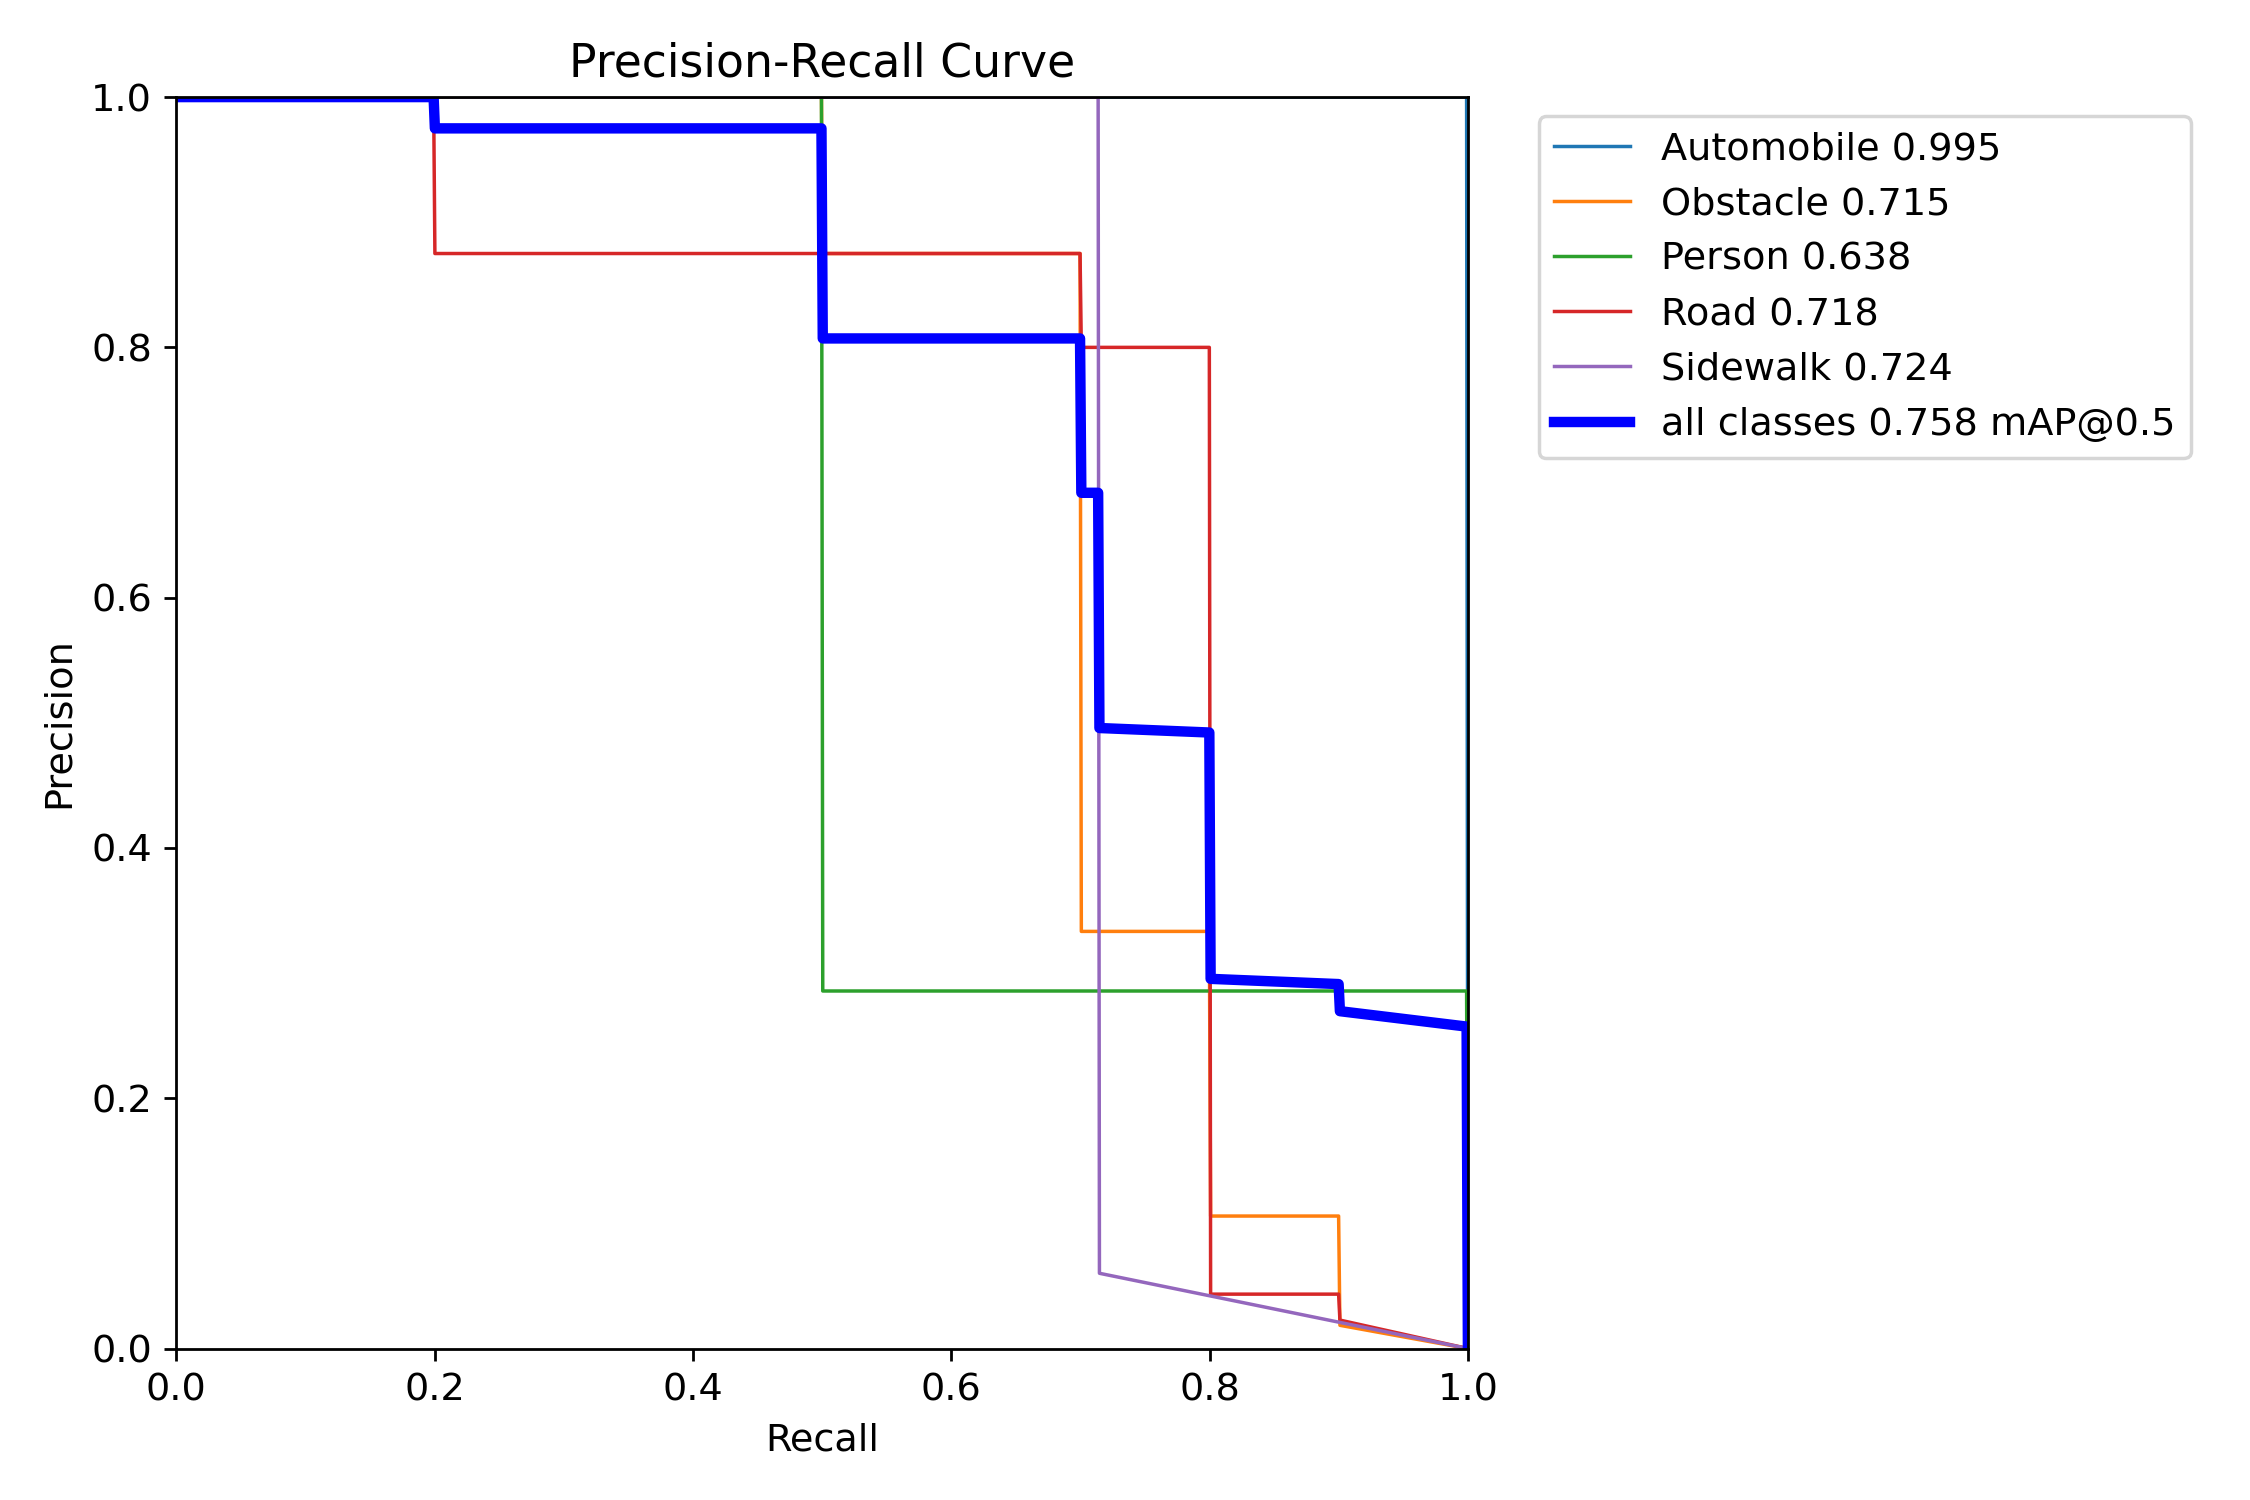 Precision-Recall Curve
1.0
0.8
0.6
0.4
0.2
0.0
Precision
0.0 0.2 0.4 0.6 0.8 1.0
Recall
Automobile 0.995
Obstacle 0.715
Person 0.638
Road 0.718
Sidewalk 0.724
all classes 0.758 mAP@0.5